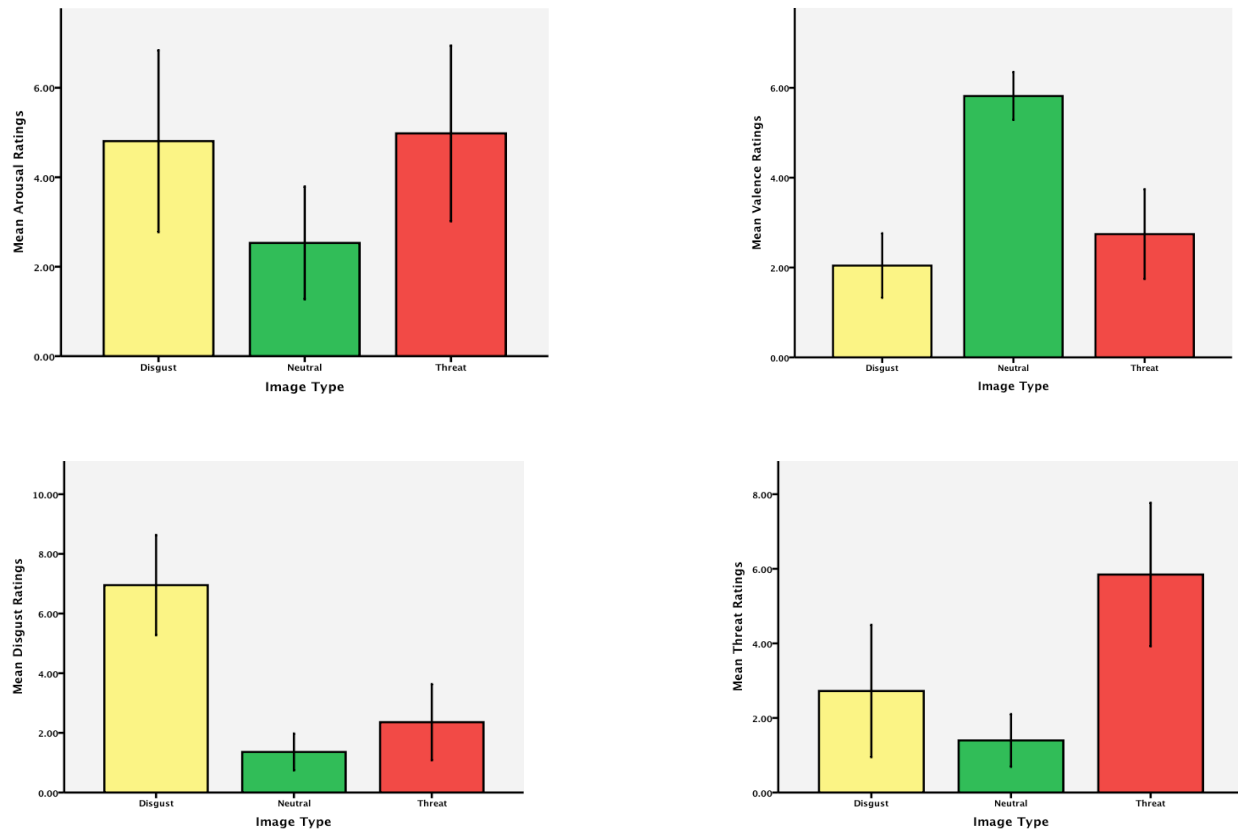 Mean Arousal Ratings
6.00
4.00
2.00
0.00
Disgust Neutral Threat
Image Type
Mean Valence Ratings
6.00
4.00
2.00
0.00
Disgust Neutral Threat
Image Type
Mean Disgust Ratings
10.00
8.00
6.00
4.00
2.00
0.00
Disgust Neutral Threat
Image Type
Mean Threat Ratings
8.00
6.00
4.00
2.00
0.00
Disgust Neutral Threat
Image Type